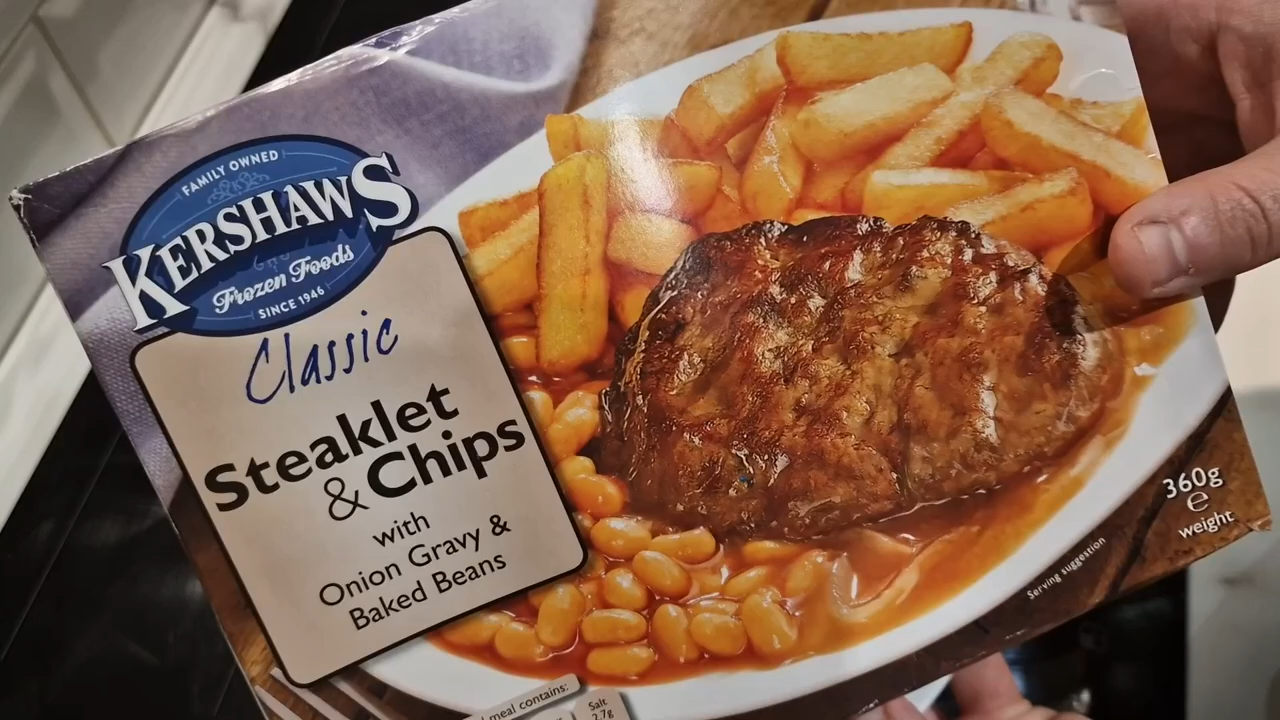 FAMILY OWNED
KERSHAWS
Frozen Foods
SINCE 1946
Classic
Steaklet
& Chips
with
Onion Gravy &
Baked Beans
360g
e
weight
Serving suggestion
meal contains:
Salt
2.7g